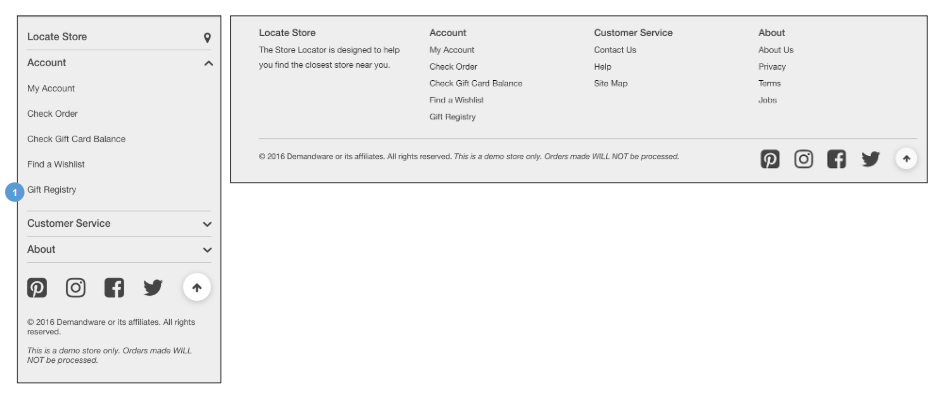 Locate Store
Account
My Account
Check Order
Check Gift Card Balance
Find a Wishlist
1
Gift Registry
Customer Service
About
© 2016 Demandware or its affiliates. All rights
reserved.
This is a demo store only. Orders made WILL
NOT be processed.
Locate Store
The Store Locator is designed to help
you find the closest store near you.
Account
My Account
Check Order
Check Gift Card Balance
Find a Wishlist
Gift Registry
Customer Service
Contact Us
Help
Site Map
About
About Us
Privacy
Terms
Jobs
© 2016 Demandware or its affiliates. All rights reserved. This is a demo store only. Orders made WILL NOT be processed.